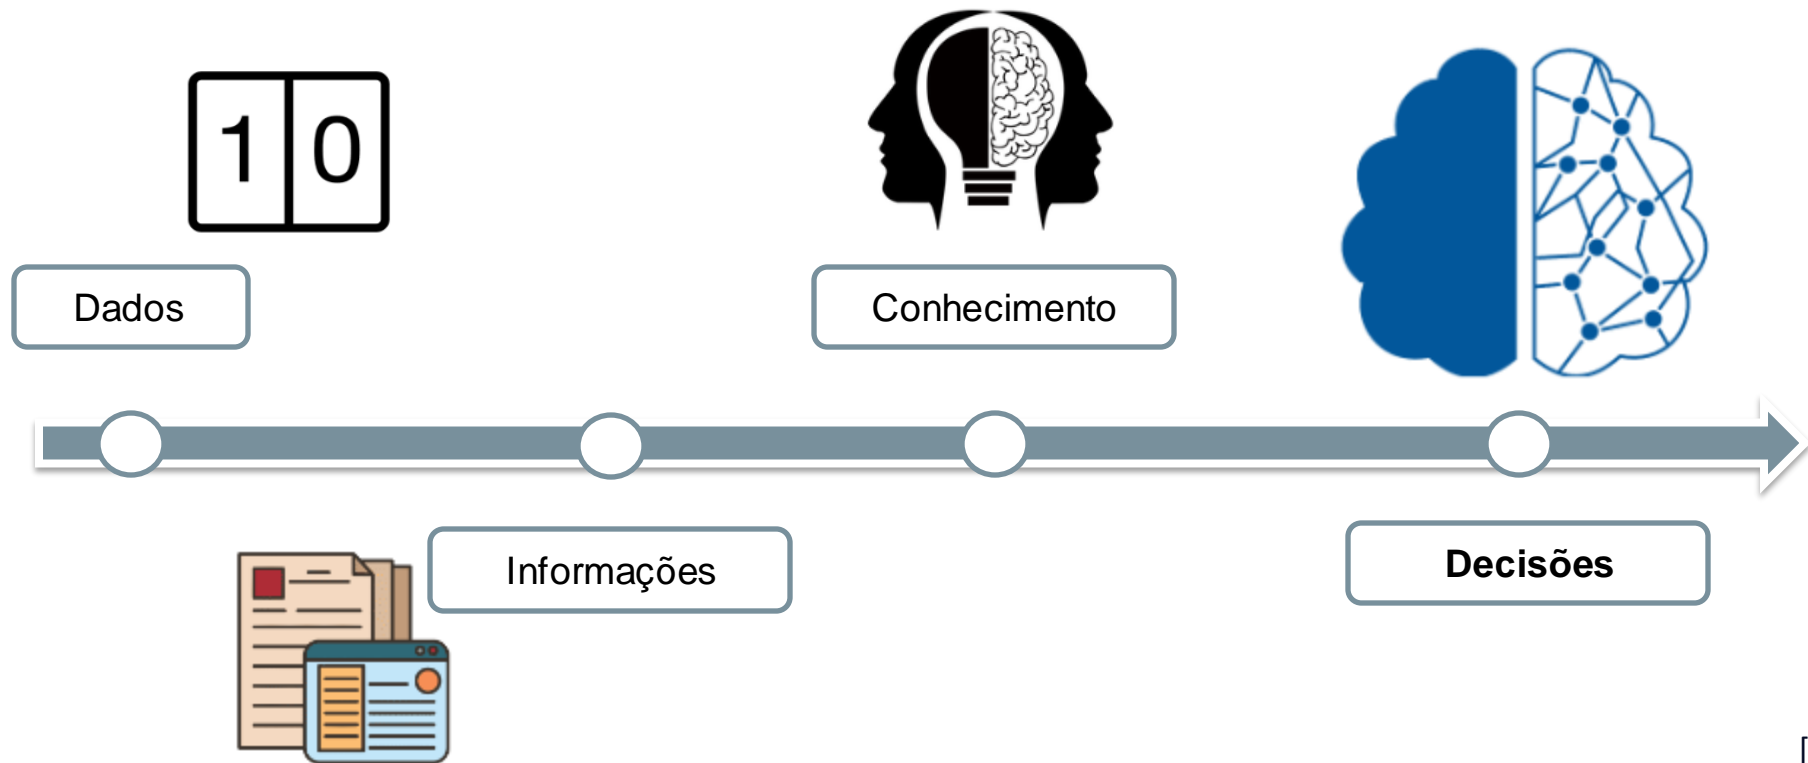 1 0
Dados
Conhecimento
Informações
Decisões
[